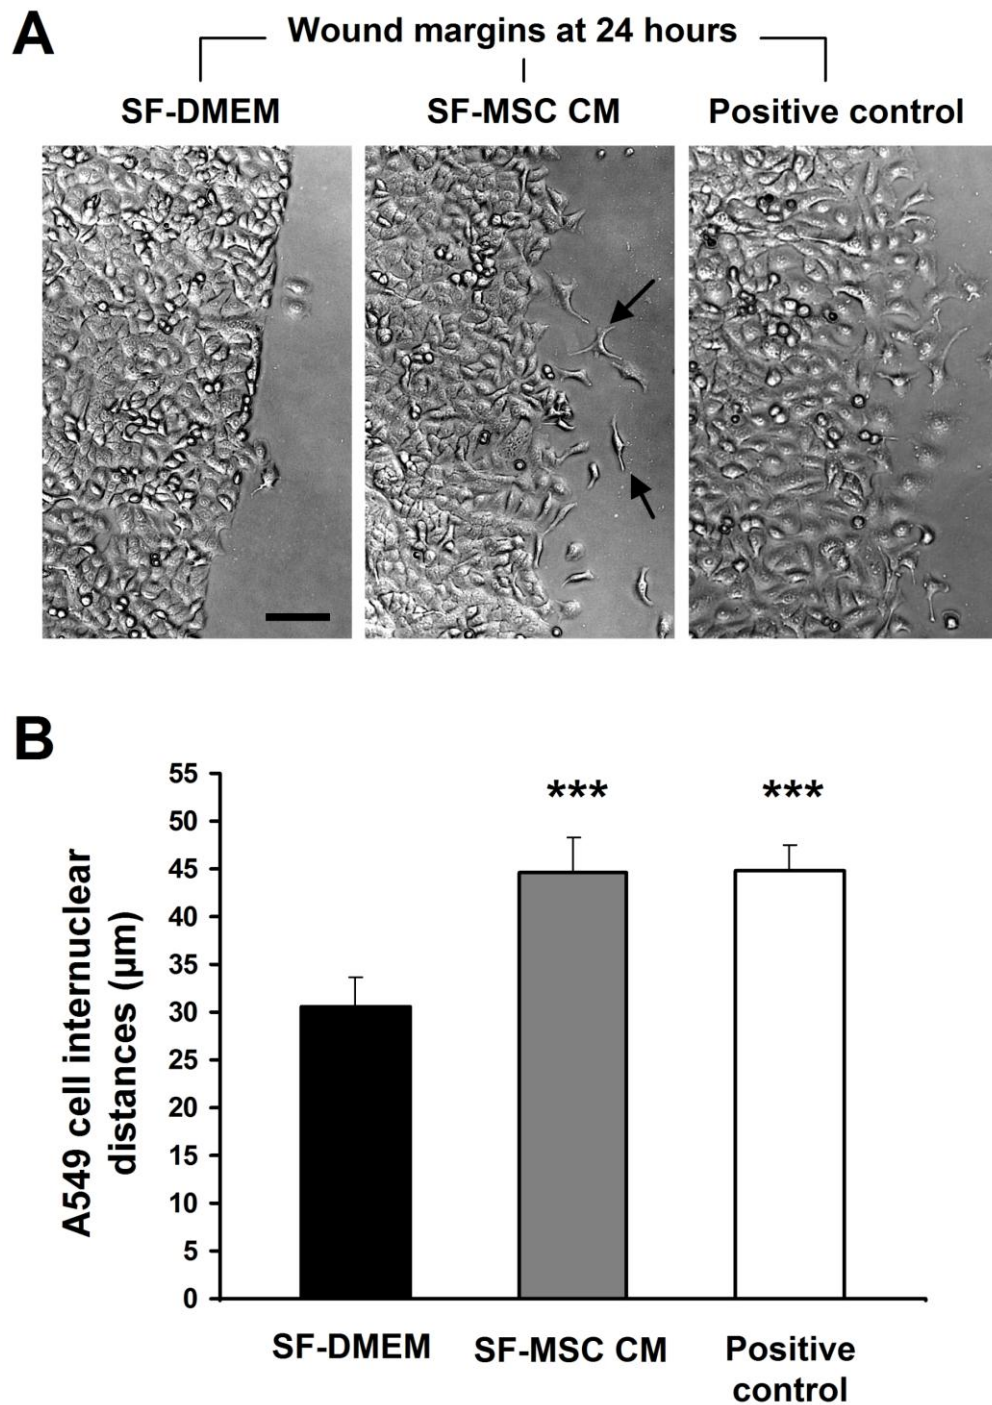 A
Wound margins at 24 hours
SF-DMEM
SF-MSC CM
Positive control
B
A549 cell internuclear
distances (µm)
55
50
45
40
35
30
25
20
15
10
5
0
***
***
SF-DMEM
SF-MSC CM
Positive
control